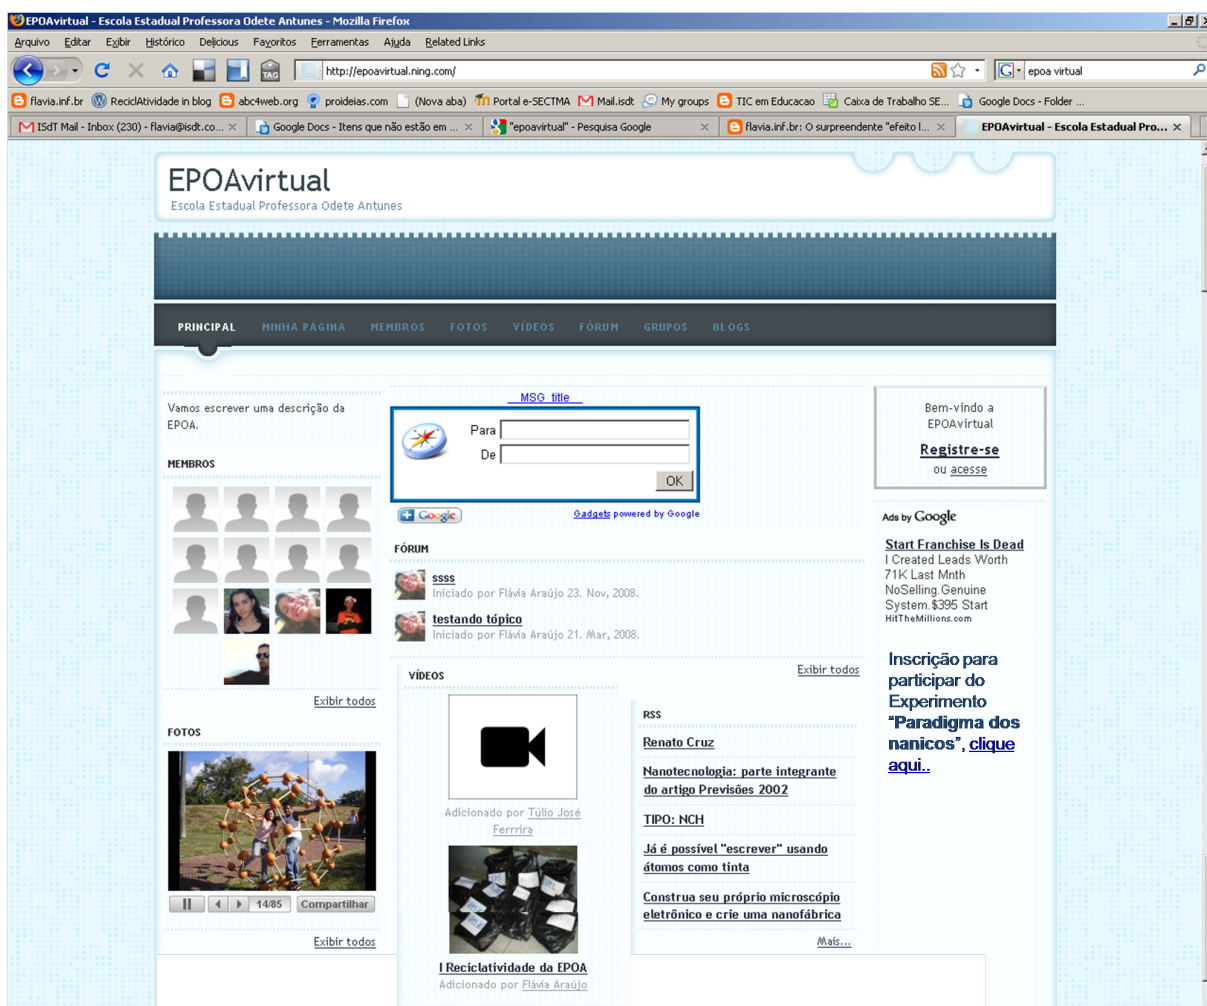 EPOAvirtual - Escola Estadual Professora Odete Antunes - Mozilla Firefox
Arquivo Editar Exibir Histórico Delicious Favoritos Ferramentas Ajuda Related Links
TAG http://epoavirtual.ning.com/ G epoa virtual
flavia.inf.br ReciclAtividade in blog abc4web.org proideias.com (Nova aba) Portal e-SECTMA Mail.isdt My groups TIC em Educacao Caixa de Trabalho SE... Google Docs - Folder ...
ISdT Mail - Inbox (230) - flavia@isdt.co... Google Docs - Itens que não estão em ... "epoavirtual" - Pesquisa Google flavia.inf.br: O surpreendente "efeito l... EPOAvirtual - Escola Estadual Pro...
EPOAvirtual
Escola Estadual Professora Odete Antunes
PRINCIPAL MINHA PÁGINA MEMBROS FOTOS VÍDEOS FÓRUM GRUPOS BLOGS
Vamos escrever uma descrição da
EPOA.
MEMBROS
Exibir todos
FOTOS
14/85 Compartilhar
Exibir todos
__MSG_title__
Para
De
OK
Google
Gadgets powered by Google
FÓRUM
ssss
Iniciado por Flávia Araújo 23. Nov, 2008.
testando tópico
Iniciado por Flávia Araújo 21. Mar, 2008.
Exibir todos
VÍDEOS
Adicionado por Túlio José
Ferrrira
I Reciclatividade da EPOA
Adicionado por Flávia Araújo
RSS
Renato Cruz
Nanotecnologia: parte integrante
do artigo Previsões 2002
TIPO: NCH
Já é possível "escrever" usando
átomos como tinta
Construa seu próprio microscópio
eletrônico e crie uma nanofábrica
Mais...
Bem-vindo a
EPOAvirtual
Registre-se
ou acesse
Ads by Google
Start Franchise Is Dead
I Created Leads Worth
71K Last Mnth
NoSelling.Genuine
System.$395 Start
HitTheMillions.com
Inscrição para
participar do
Experimento
“Paradigma dos
nanicos”, clique
aqui..